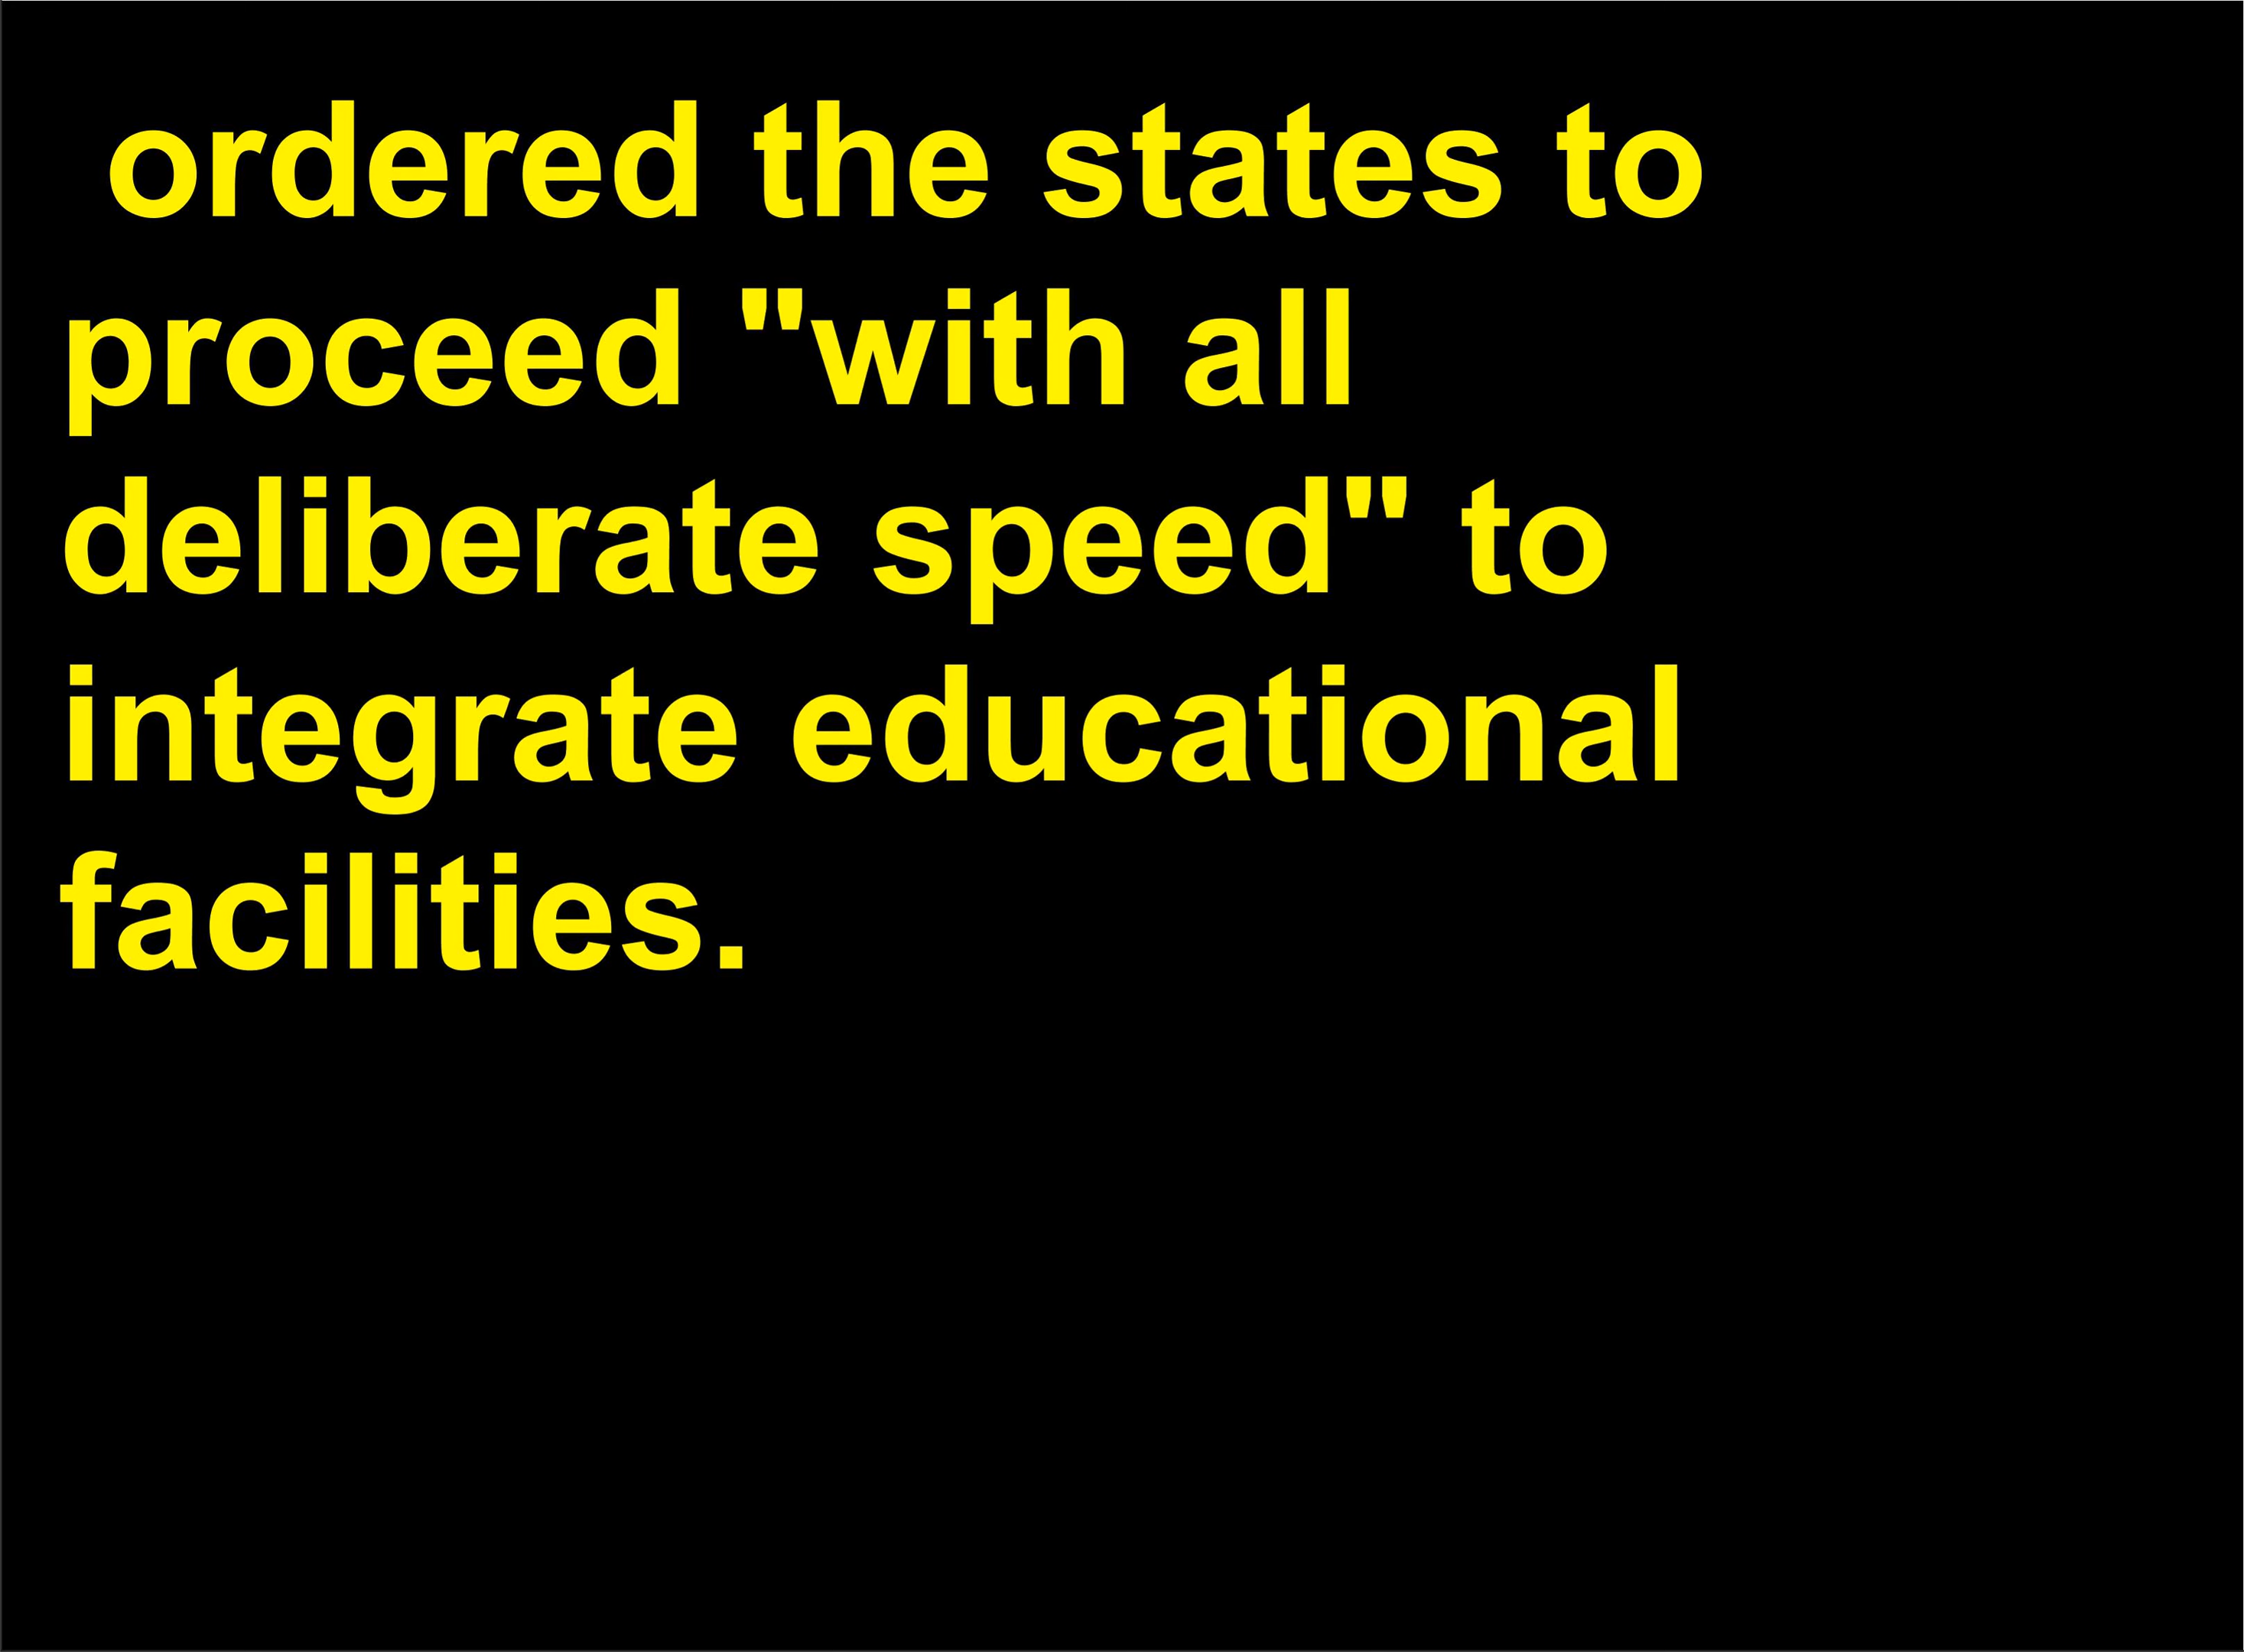 ordered the states to
proceed "with all
deliberate speed" to
integrate educational
facilities.